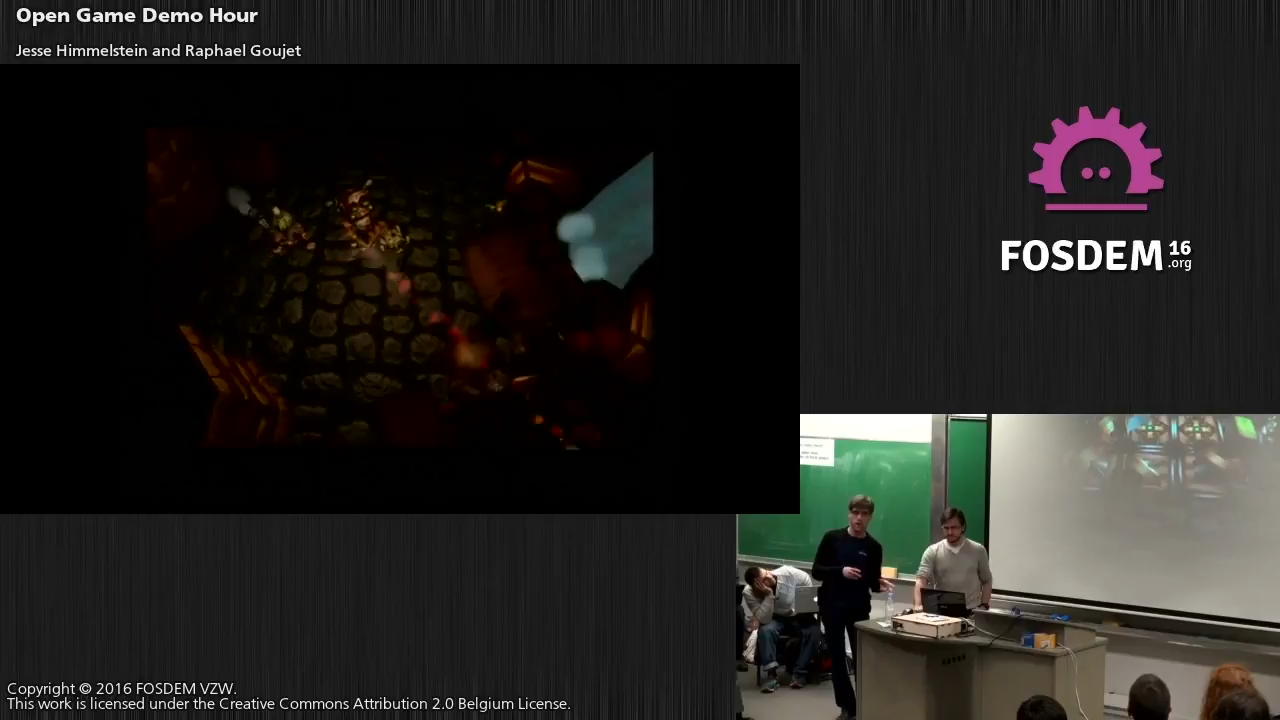 Open Game Demo Hour
Jesse Himmelstein and Raphael Goujet
FOSDEM 16
.org
Copyright © 2016 FOSDEM VZW.
This work is licensed under the Creative Commons Attribution 2.0 Belgium License.